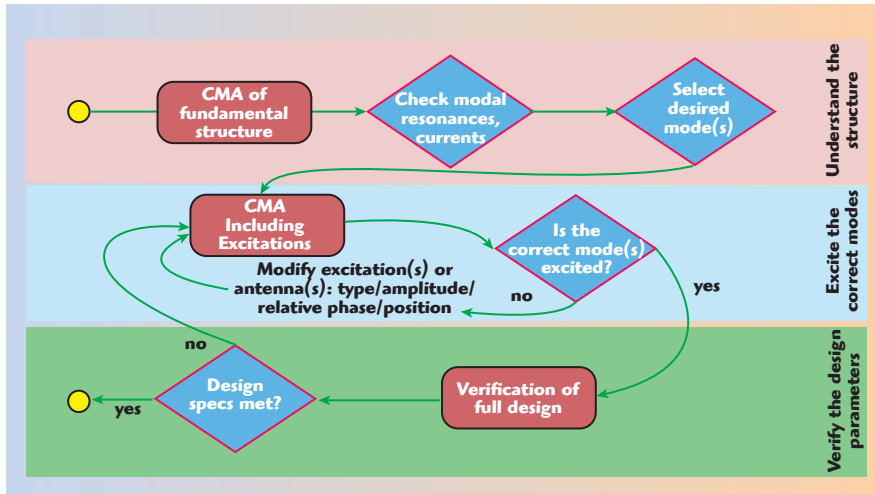 CMA of
fundamental
structure
Check modal
resonances,
currents
Select
desired
mode(s)
Understand the
structure
CMA
Including
Excitations
Is the
correct mode(s)
excited?
Modify excitation(s) or
antenna(s): type/amplitude/
relative phase/position
no
yes
Excite the
correct modes
no
Design
specs met?
yes
Verification of
full design
Verify the design
parameters